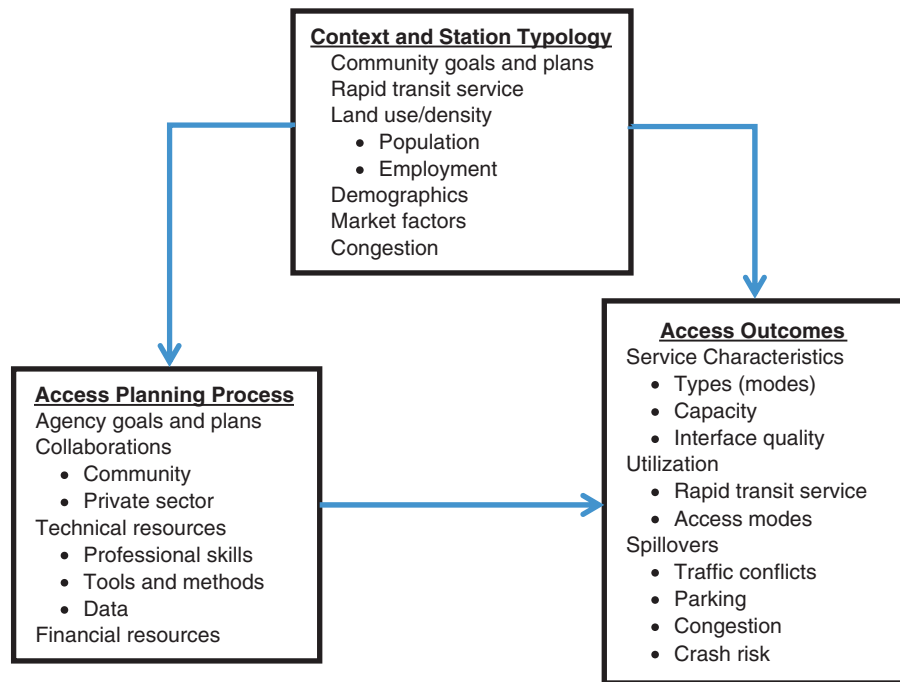 Context and Station Typology
Community goals and plans
Rapid transit service
Land use/density
• Population
• Employment
Demographics
Market factors
Congestion
Access Planning Process
Agency goals and plans
Collaborations
• Community
• Private sector
Technical resources
• Professional skills
• Tools and methods
• Data
Financial resources
Access Outcomes
Service Characteristics
• Types (modes)
• Capacity
• Interface quality
Utilization
• Rapid transit service
• Access modes
Spillovers
• Traffic conflicts
• Parking
• Congestion
• Crash risk